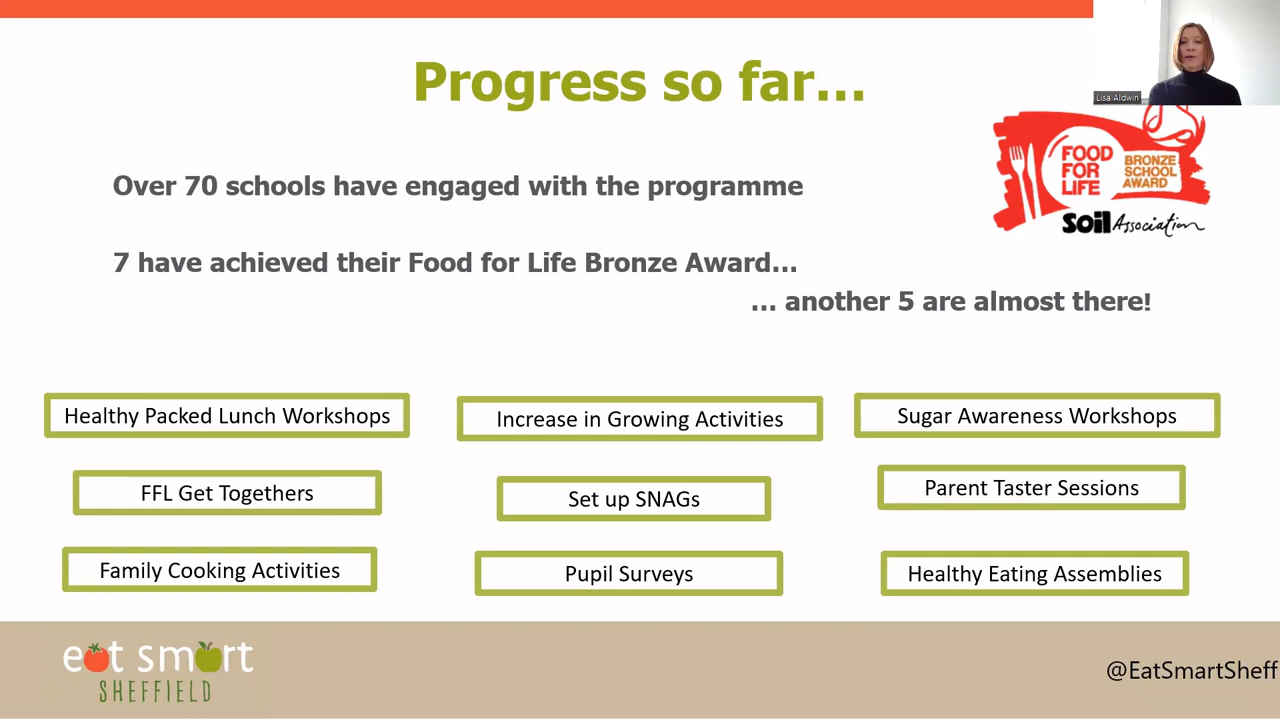 Progress so far...
Lisa Aldwin
FOOD
FOR
LIFE
BRONZE
SCHOOL
AWARD
Soil Association
Over 70 schools have engaged with the programme
7 have achieved their Food for Life Bronze Award...
... another 5 are almost there!
Healthy Packed Lunch Workshops
Increase in Growing Activities
Sugar Awareness Workshops
FFL Get Togethers
Set up SNAGs
Parent Taster Sessions
Family Cooking Activities
Pupil Surveys
Healthy Eating Assemblies
eat smart
SHEFFIELD
@EatSmartSheff